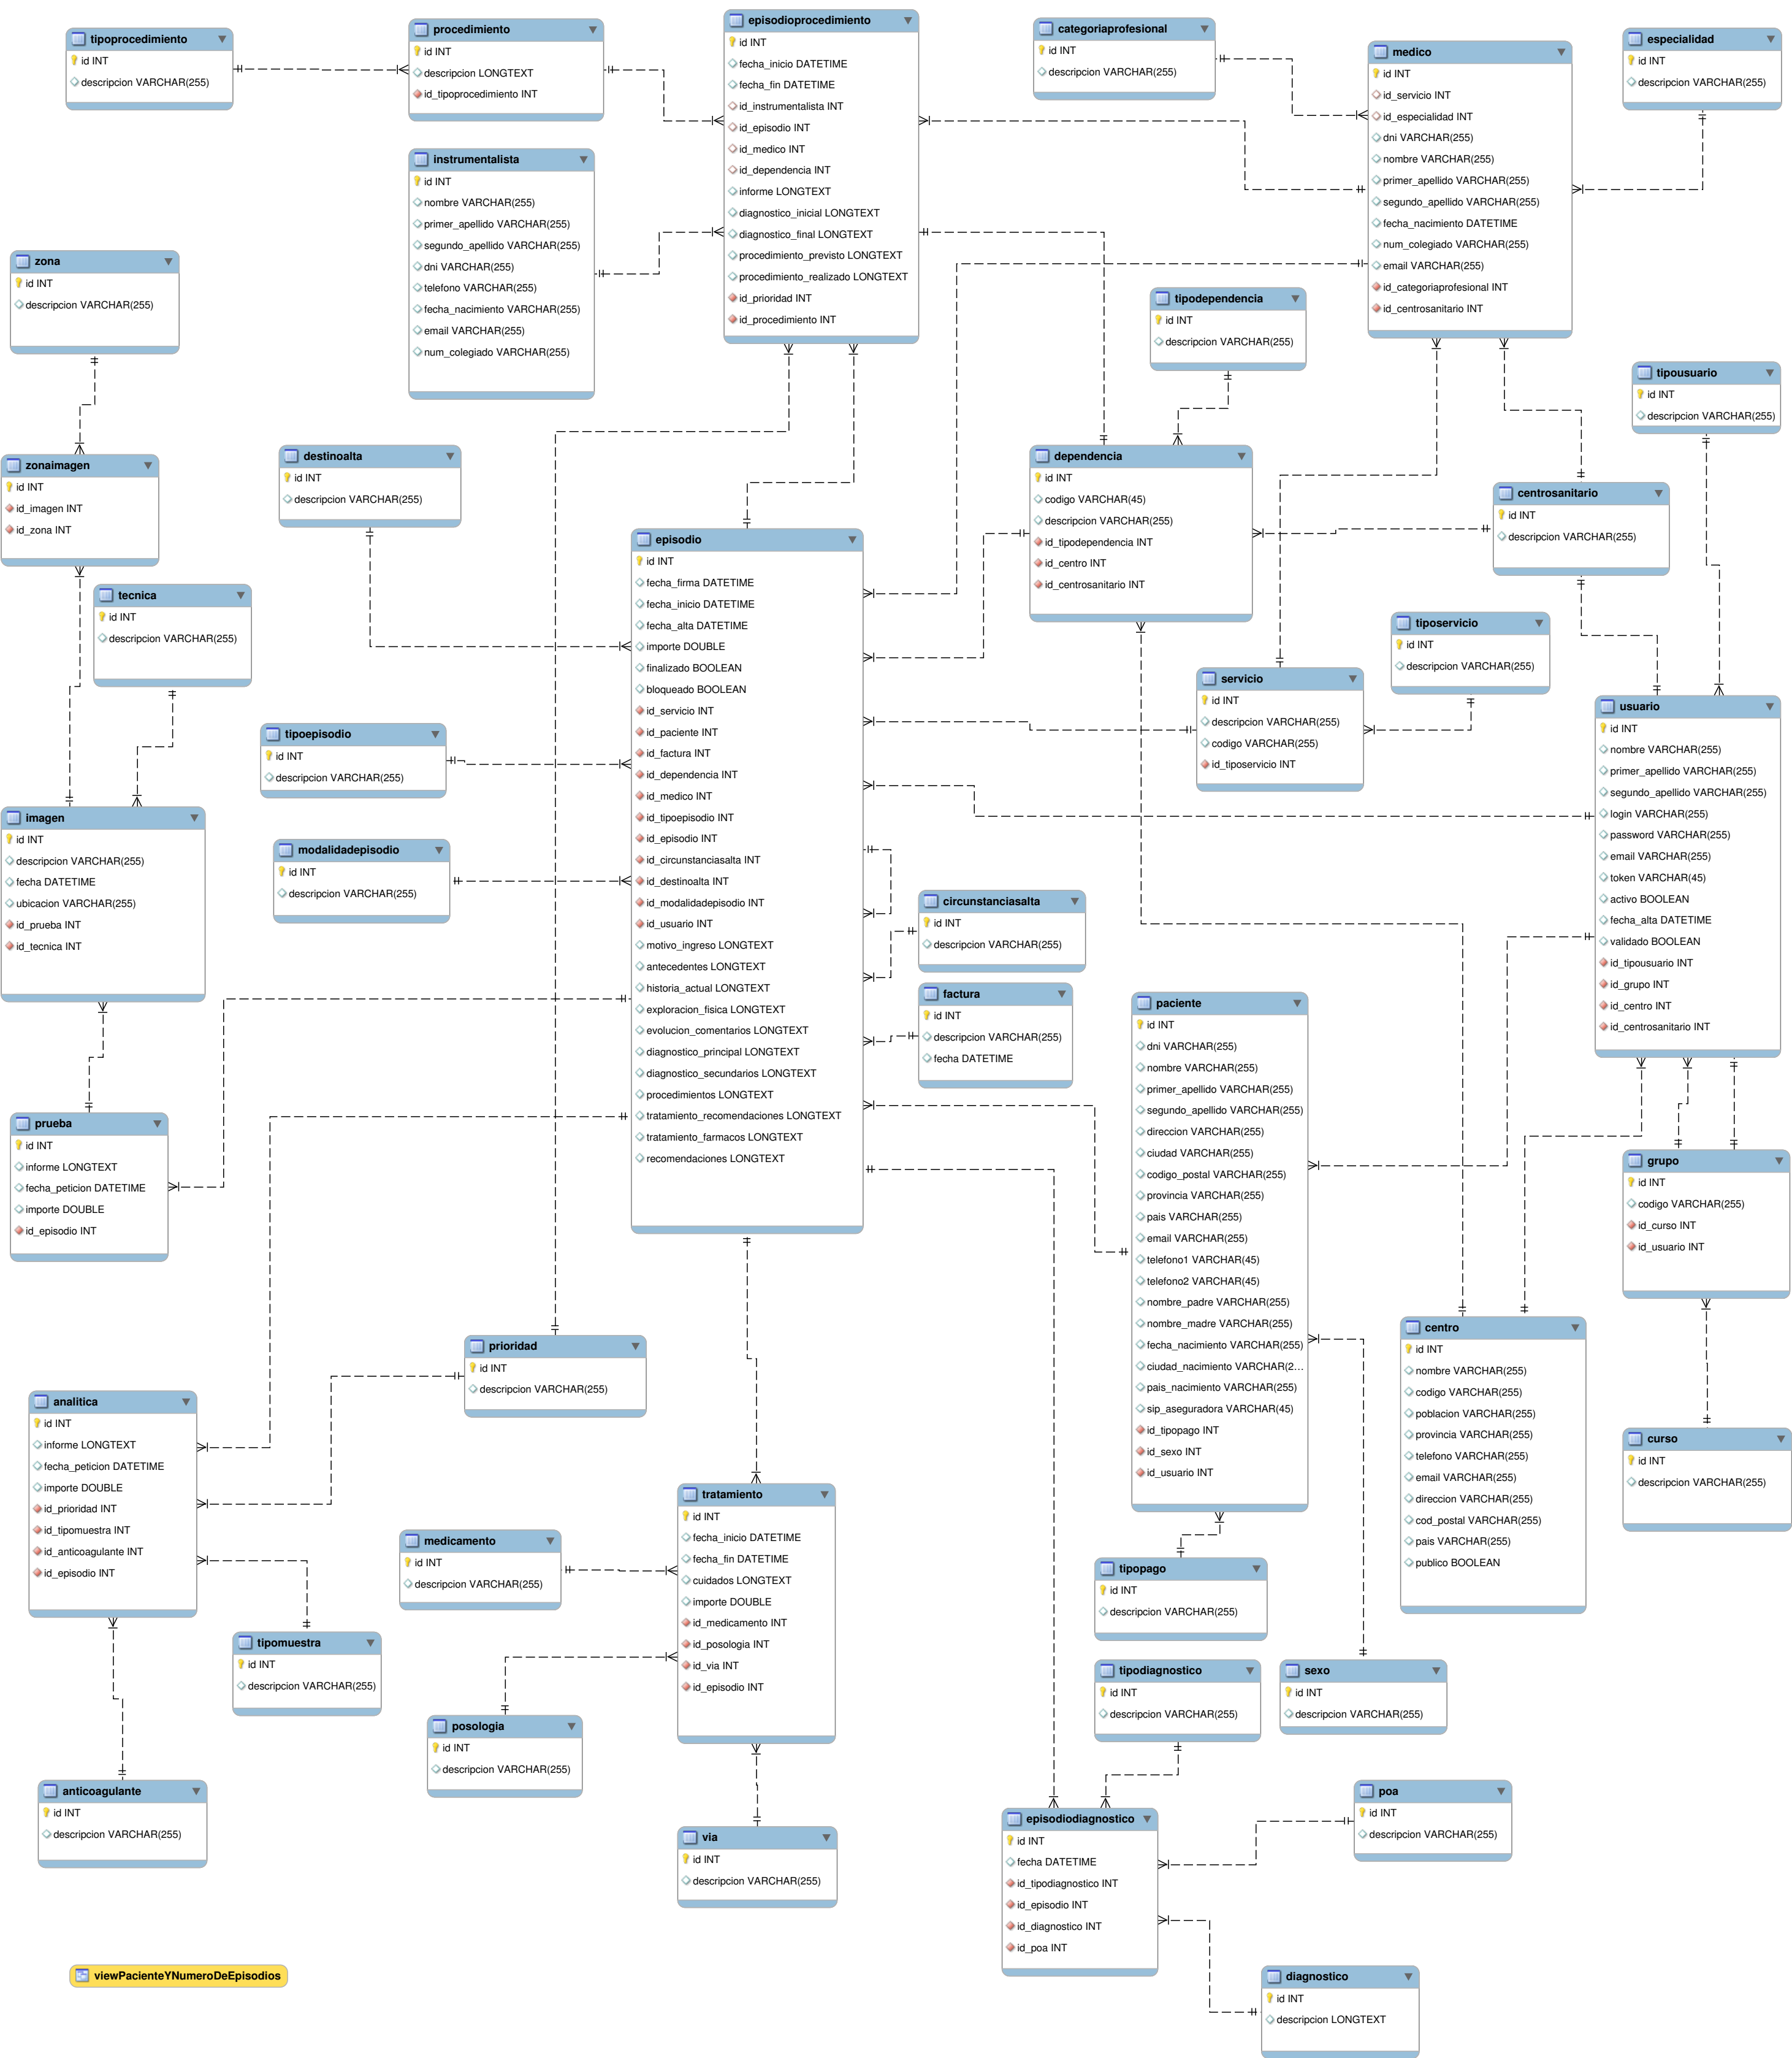 tipoprocedimiento
id INT
descripcion VARCHAR(255)
procedimiento
id INT
descripcion LONGTEXT
id_tipoprocedimiento INT
episodioprocedimiento
id INT
fecha_inicio DATETIME
fecha_fin DATETIME
id_instrumentalista INT
id_episodio INT
id_medico INT
id_dependencia INT
informe LONGTEXT
diagnostico_inicial LONGTEXT
diagnostico_final LONGTEXT
procedimiento_previsto LONGTEXT
procedimiento_realizado LONGTEXT
id_prioridad INT
id_procedimiento INT
categoriaprofesional
id INT
descripcion VARCHAR(255)
medico
id INT
id_servicio INT
id_especialidad INT
dni VARCHAR(255)
nombre VARCHAR(255)
primer_apellido VARCHAR(255)
segundo_apellido VARCHAR(255)
fecha_nacimiento DATETIME
num_colegiado VARCHAR(255)
email VARCHAR(255)
id_categoriaprofesional INT
id_centrosanitario INT
especialidad
id INT
descripcion VARCHAR(255)
instrumentalista
id INT
nombre VARCHAR(255)
primer_apellido VARCHAR(255)
segundo_apellido VARCHAR(255)
dni VARCHAR(255)
telefono VARCHAR(255)
fecha_nacimiento VARCHAR(255)
email VARCHAR(255)
num_colegiado VARCHAR(255)
zona
id INT
descripcion VARCHAR(255)
tipodependencia
id INT
descripcion VARCHAR(255)
tipousuario
id INT
descripcion VARCHAR(255)
zonaimagen
id INT
id_imagen INT
id_zona INT
destinoalta
id INT
descripcion VARCHAR(255)
dependencia
id INT
codigo VARCHAR(45)
descripcion VARCHAR(255)
id_tipodependencia INT
id_centro INT
id_centrosanitario INT
centrosanitario
id INT
descripcion VARCHAR(255)
episodio
id INT
fecha_firma DATETIME
fecha_inicio DATETIME
fecha_alta DATETIME
importe DOUBLE
finalizado BOOLEAN
bloqueado BOOLEAN
id_servicio INT
id_paciente INT
id_factura INT
id_dependencia INT
id_medico INT
id_tipoepisodio INT
id_episodio INT
id_circunstanciasalta INT
id_destinoalta INT
id_modalidadepisodio INT
id_usuario INT
motivo_ingreso LONGTEXT
antecedentes LONGTEXT
historia_actual LONGTEXT
exploracion_fisica LONGTEXT
evolucion_comentarios LONGTEXT
diagnostico_principal LONGTEXT
diagnostico_secundarios LONGTEXT
procedimientos LONGTEXT
tratamiento_recomendaciones LONGTEXT
tratamiento_farmacos LONGTEXT
recomendaciones LONGTEXT
tecnica
id INT
descripcion VARCHAR(255)
tiposervicio
id INT
descripcion VARCHAR(255)
servicio
id INT
descripcion VARCHAR(255)
codigo VARCHAR(255)
id_tiposervicio INT
usuario
id INT
nombre VARCHAR(255)
primer_apellido VARCHAR(255)
segundo_apellido VARCHAR(255)
login VARCHAR(255)
password VARCHAR(255)
email VARCHAR(255)
token VARCHAR(45)
activo BOOLEAN
fecha_alta DATETIME
validado BOOLEAN
id_tipousuario INT
id_grupo INT
id_centro INT
id_centrosanitario INT
tipoepisodio
id INT
descripcion VARCHAR(255)
imagen
id INT
descripcion VARCHAR(255)
fecha DATETIME
ubicacion VARCHAR(255)
id_prueba INT
id_tecnica INT
modalidadepisodio
id INT
descripcion VARCHAR(255)
circunstanciasalta
id INT
descripcion VARCHAR(255)
factura
id INT
descripcion VARCHAR(255)
fecha DATETIME
paciente
id INT
dni VARCHAR(255)
nombre VARCHAR(255)
primer_apellido VARCHAR(255)
segundo_apellido VARCHAR(255)
direccion VARCHAR(255)
ciudad VARCHAR(255)
codigo_postal VARCHAR(255)
provincia VARCHAR(255)
pais VARCHAR(255)
email VARCHAR(255)
telefono1 VARCHAR(45)
telefono2 VARCHAR(45)
nombre_padre VARCHAR(255)
nombre_madre VARCHAR(255)
fecha_nacimiento VARCHAR(255)
ciudad_nacimiento VARCHAR(2...
pais_nacimiento VARCHAR(255)
sip_aseguradora VARCHAR(45)
id_tipopago INT
id_sexo INT
id_usuario INT
prueba
id INT
informe LONGTEXT
fecha_peticion DATETIME
importe DOUBLE
id_episodio INT
grupo
id INT
codigo VARCHAR(255)
id_curso INT
id_usuario INT
centro
id INT
nombre VARCHAR(255)
codigo VARCHAR(255)
poblacion VARCHAR(255)
provincia VARCHAR(255)
telefono VARCHAR(255)
email VARCHAR(255)
direccion VARCHAR(255)
cod_postal VARCHAR(255)
pais VARCHAR(255)
publico BOOLEAN
prioridad
id INT
descripcion VARCHAR(255)
analitica
id INT
informe LONGTEXT
fecha_peticion DATETIME
importe DOUBLE
id_prioridad INT
id_tipomuestra INT
id_anticoagulante INT
id_episodio INT
curso
id INT
descripcion VARCHAR(255)
tratamiento
id INT
fecha_inicio DATETIME
fecha_fin DATETIME
cuidados LONGTEXT
importe DOUBLE
id_medicamento INT
id_posologia INT
id_via INT
id_episodio INT
medicamento
id INT
descripcion VARCHAR(255)
tipopago
id INT
descripcion VARCHAR(255)
tipomuestra
id INT
descripcion VARCHAR(255)
tipodiagnostico
id INT
descripcion VARCHAR(255)
sexo
id INT
descripcion VARCHAR(255)
posologia
id INT
descripcion VARCHAR(255)
anticoagulante
id INT
descripcion VARCHAR(255)
poa
id INT
descripcion VARCHAR(255)
episodiodiagnostico
id INT
fecha DATETIME
id_tipodiagnostico INT
id_episodio INT
id_diagnostico INT
id_poa INT
via
id INT
descripcion VARCHAR(255)
viewPacienteYNumeroDeEpisodios
diagnostico
id INT
descripcion LONGTEXT